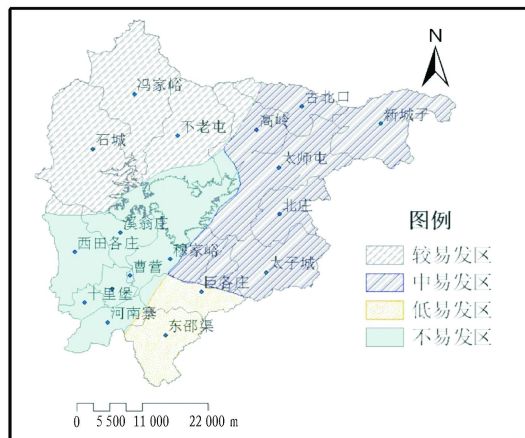 N
冯家峪
古北口
新城子
高岭
不老屯
石城
太师屯
北庄
溪翁庄
西田各庄
穆家峪
太子城
曹营
巨各庄
十里堡
河南寨
东邵渠
图例
较易发区
中易发区
低易发区
不易发区
0 5 500 11 000 22 000 m